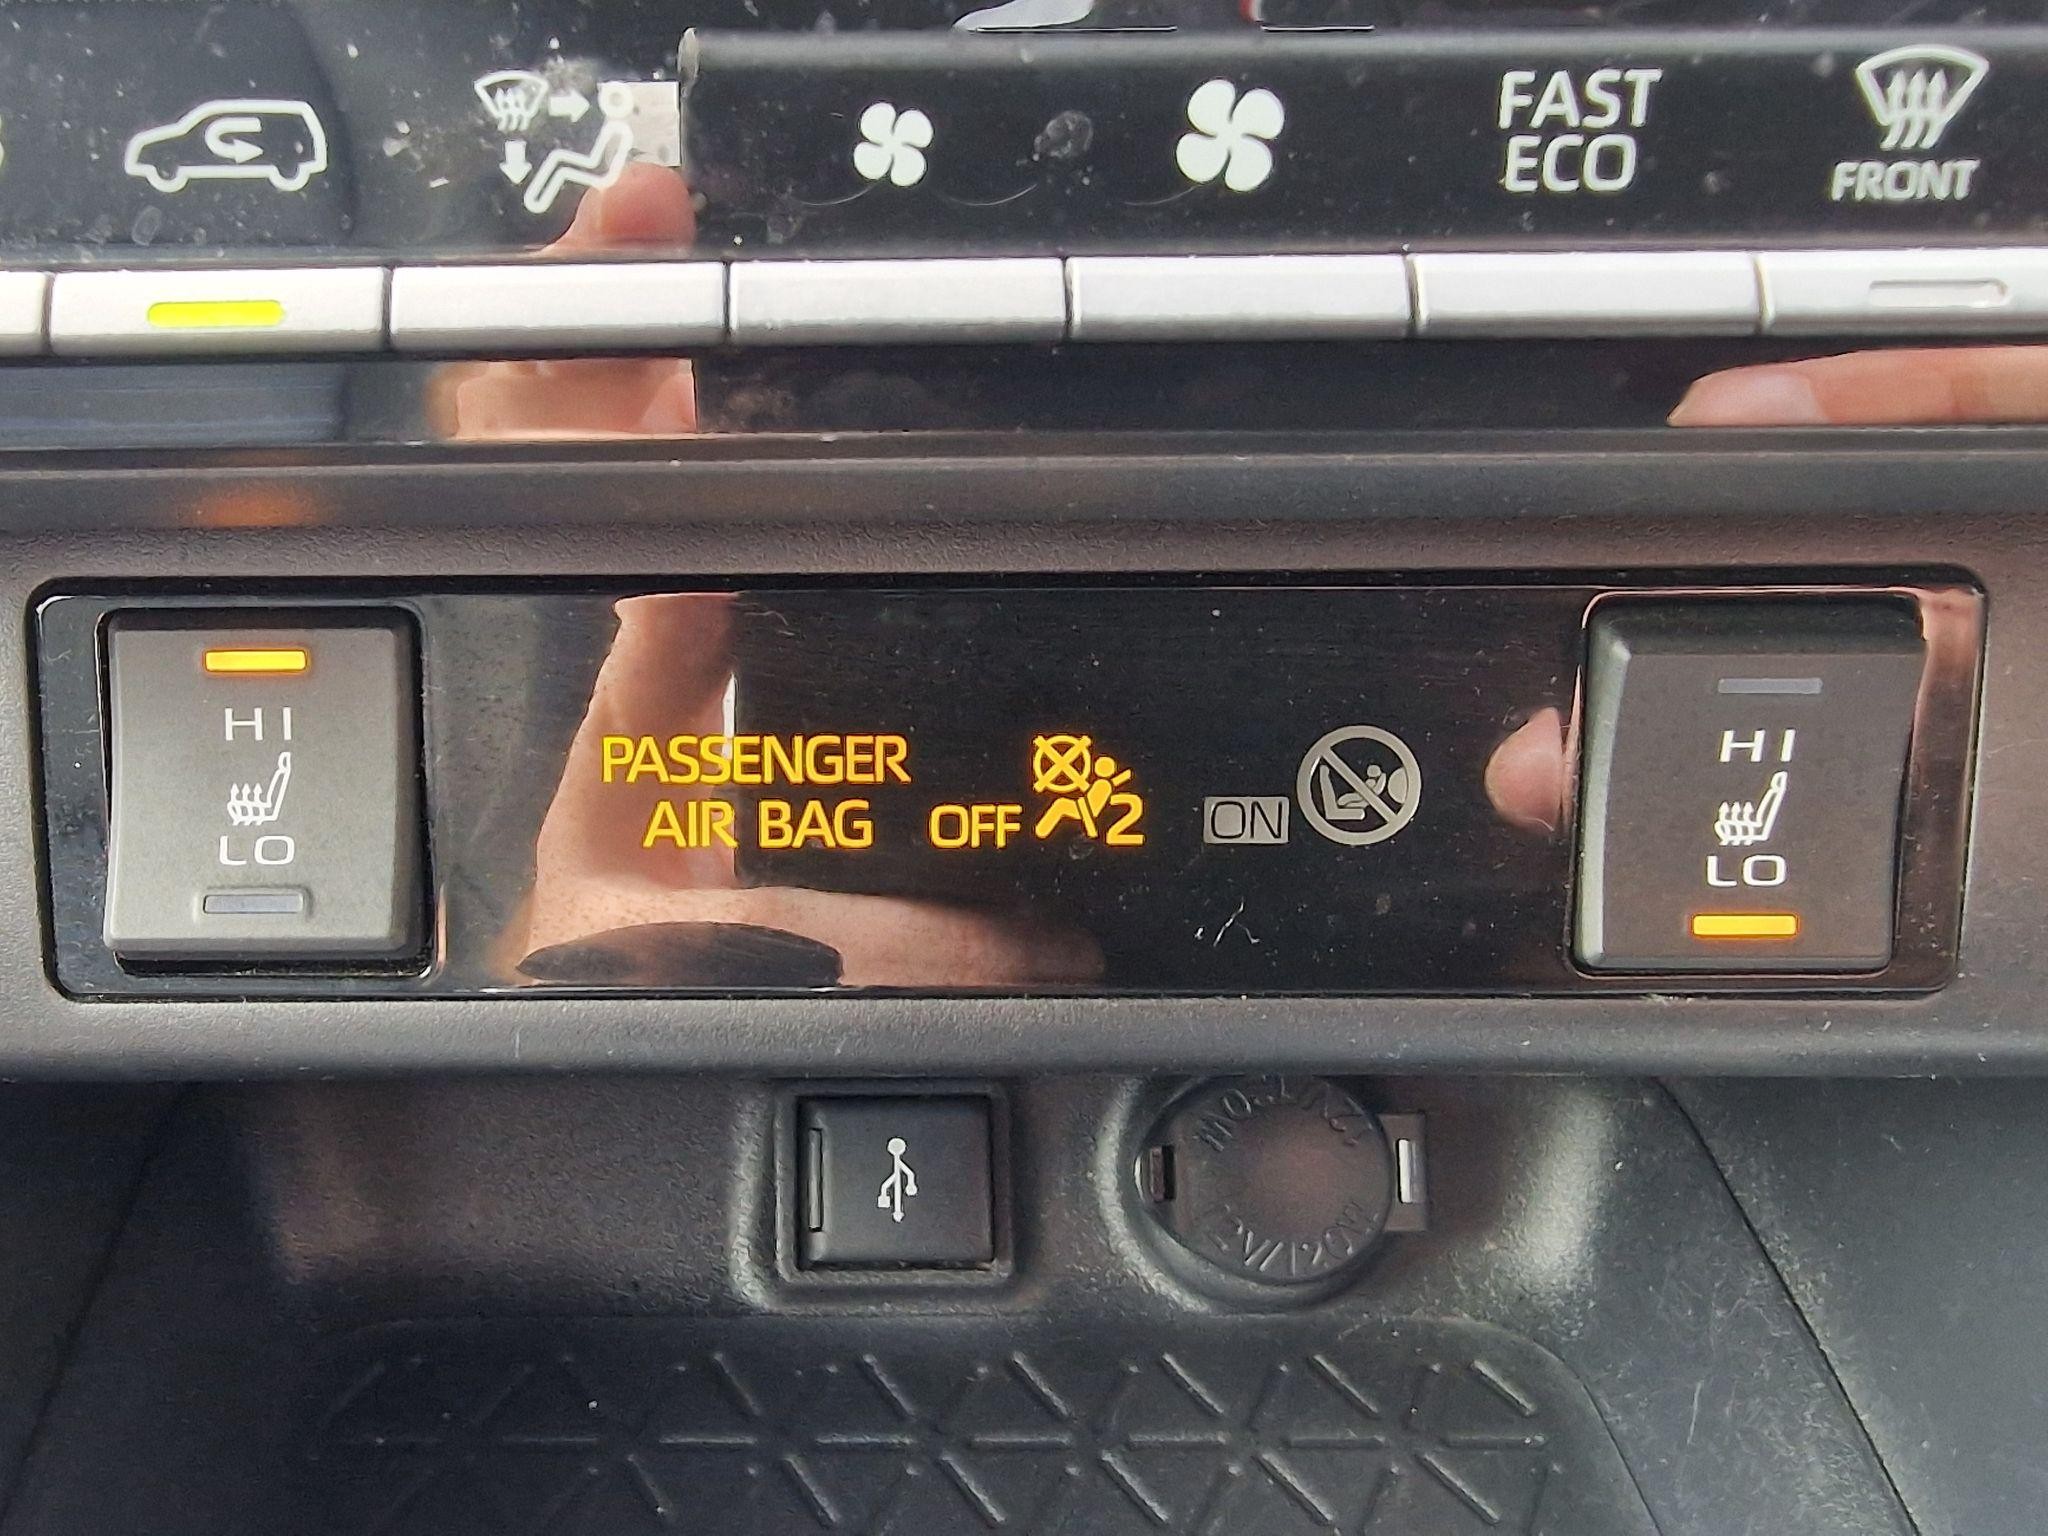 FAST
ECO
FRONT
HI
LO
PASSENGER
AIR BAG OFF 2 ON
HI
LO